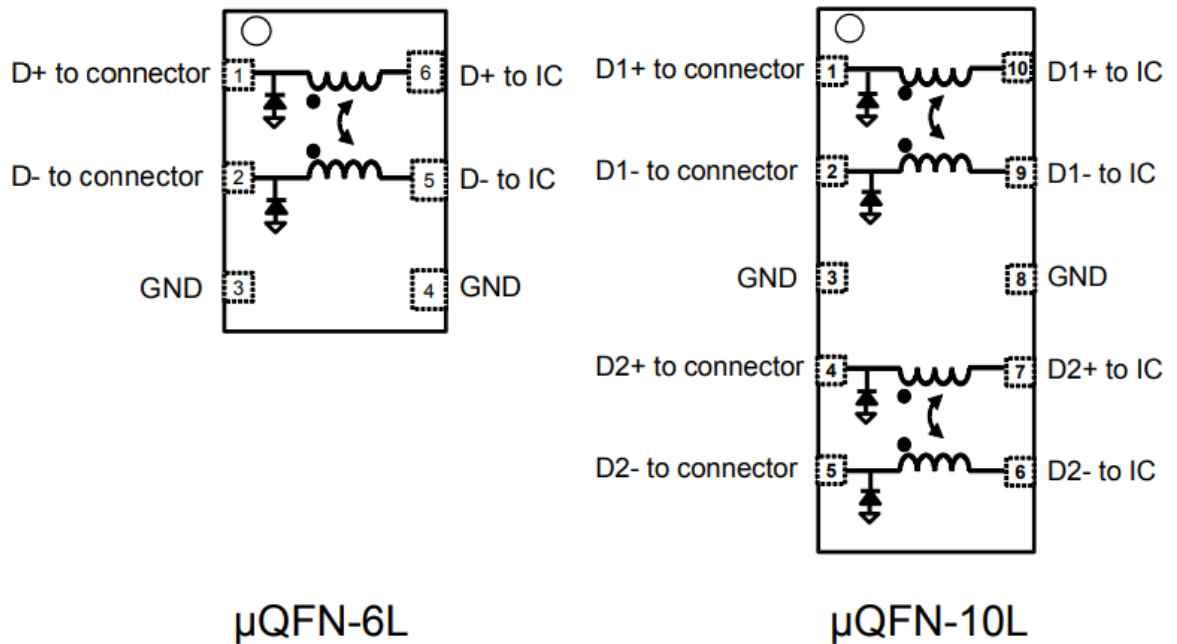 D+ to connector 1 6 D+ to IC
D- to connector 2 5 D- to IC
GND 3 4 GND
µQFN-6L
D1+ to connector 1 10 D1+ to IC
D1- to connector 2 9 D1- to IC
GND 3 8 GND
D2+ to connector 4 7 D2+ to IC
D2- to connector 5 6 D2- to IC
µQFN-10L